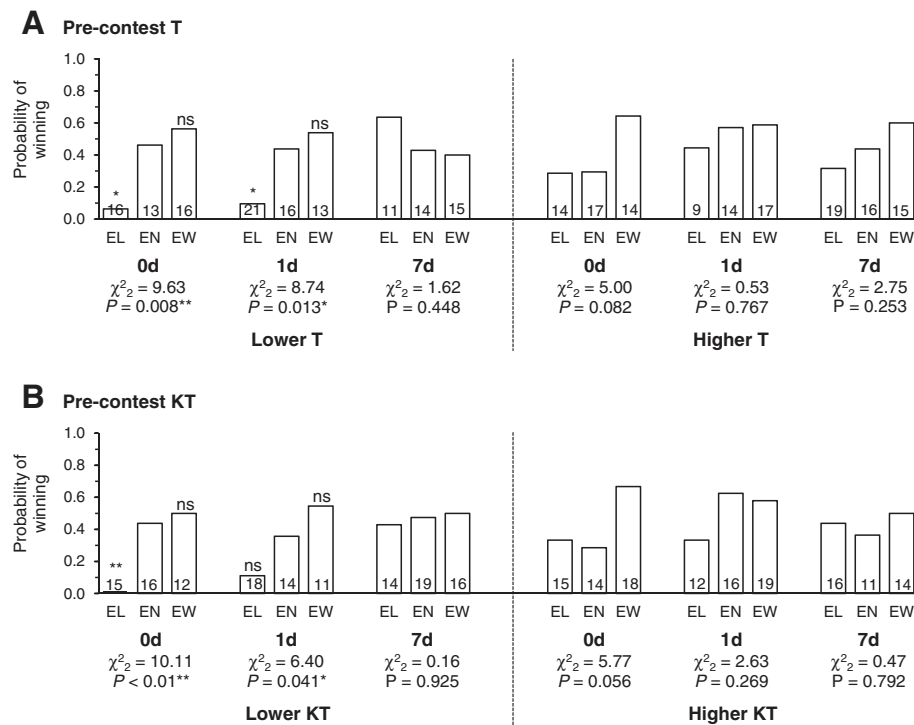 A Pre-contest T
Probability of
winning
1.0
0.8
0.6
0.4
0.2
0.0
* ns * ns
16 13 16 21 16 13 11 14 15 14 17 14 9 14 17 19 16 15
EL EN EW EL EN EW EL EN EW EL EN EW EL EN EW EL EN EW
0d 1d 7d 0d 1d 7d
χ²₂ = 9.63 χ²₂ = 8.74 χ²₂ = 1.62 χ²₂ = 5.00 χ²₂ = 0.53 χ²₂ = 2.75
P = 0.008** P = 0.013* P = 0.448 P = 0.082 P = 0.767 P = 0.253
Lower T Higher T
B Pre-contest KT
Probability of
winning
1.0
0.8
0.6
0.4
0.2
0.0
** ns ns ns
15 16 12 18 14 11 14 19 16 15 14 18 12 16 19 16 11 14
EL EN EW EL EN EW EL EN EW EL EN EW EL EN EW EL EN EW
0d 1d 7d 0d 1d 7d
χ²₂ = 10.11 χ²₂ = 6.40 χ²₂ = 0.16 χ²₂ = 5.77 χ²₂ = 2.63 χ²₂ = 0.47
P < 0.01** P = 0.041* P = 0.925 P = 0.056 P = 0.269 P = 0.792
Lower KT Higher KT